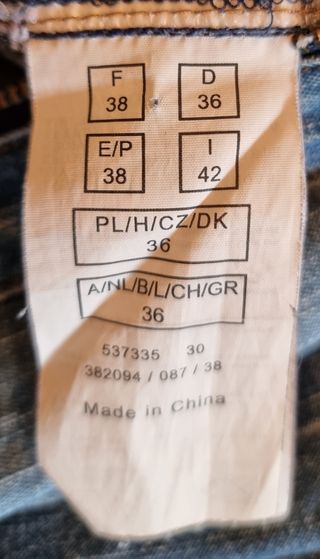 F D
38 36
E/P I
38 42
PL/H/CZ/DK
36
A/NL/B/L/CH/GR
36
537335 30
382094 / 087 / 38
Made in China